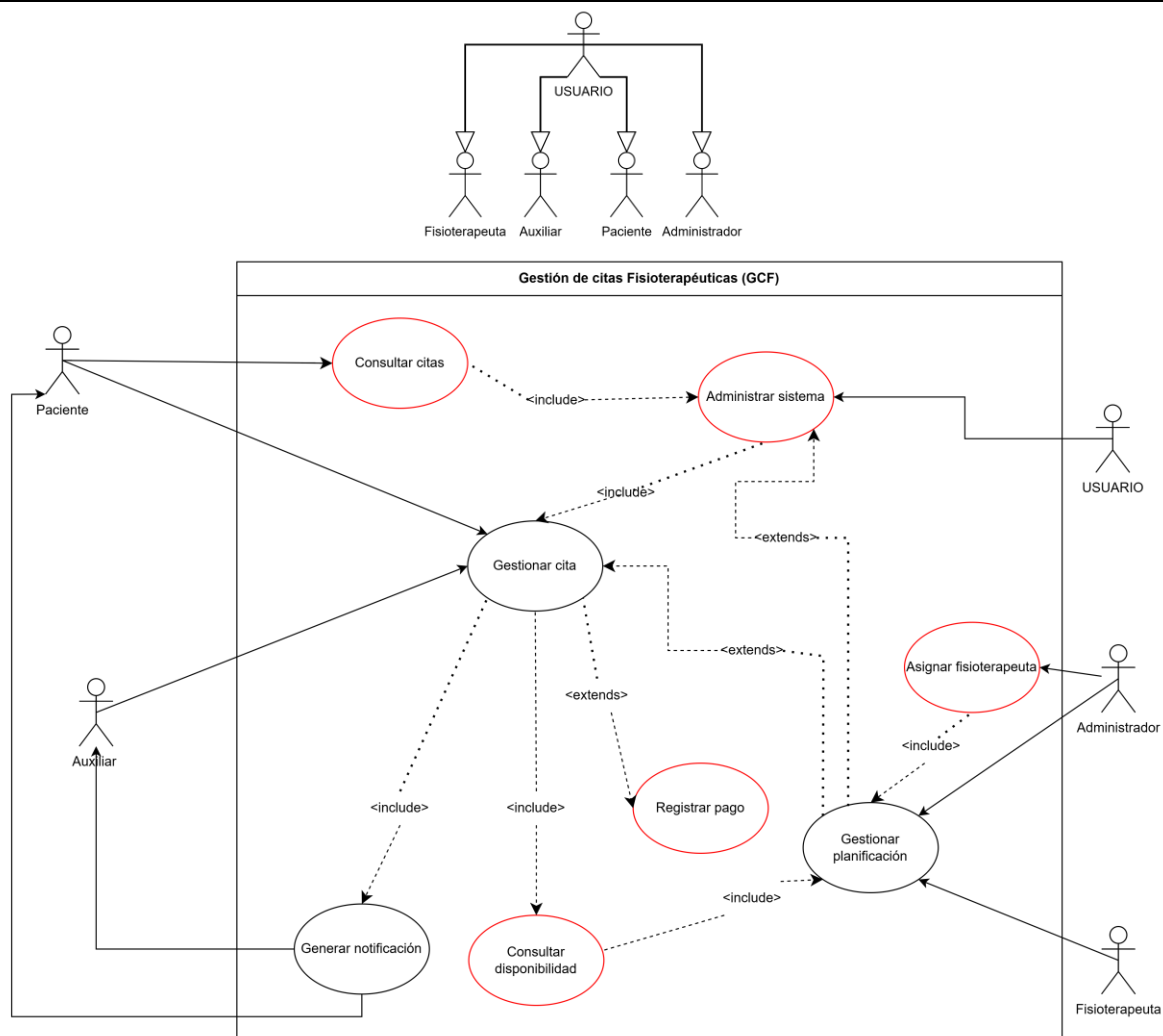 USUARIO
Fisioterapeuta
Auxiliar
Paciente
Administrador
Gestión de citas Fisioterapéuticas (GCF)
Paciente
Consultar citas
<include>
Administrar sistema
USUARIO
<include>
<extends>
Gestionar cita
<extends>
Asignar fisioterapeuta
Administrador
<extends>
<include>
Auxiliar
<include>
<include>
Registrar pago
Gestionar
planificación
<include>
Generar notificación
Consultar
disponibilidad
Fisioterapeuta